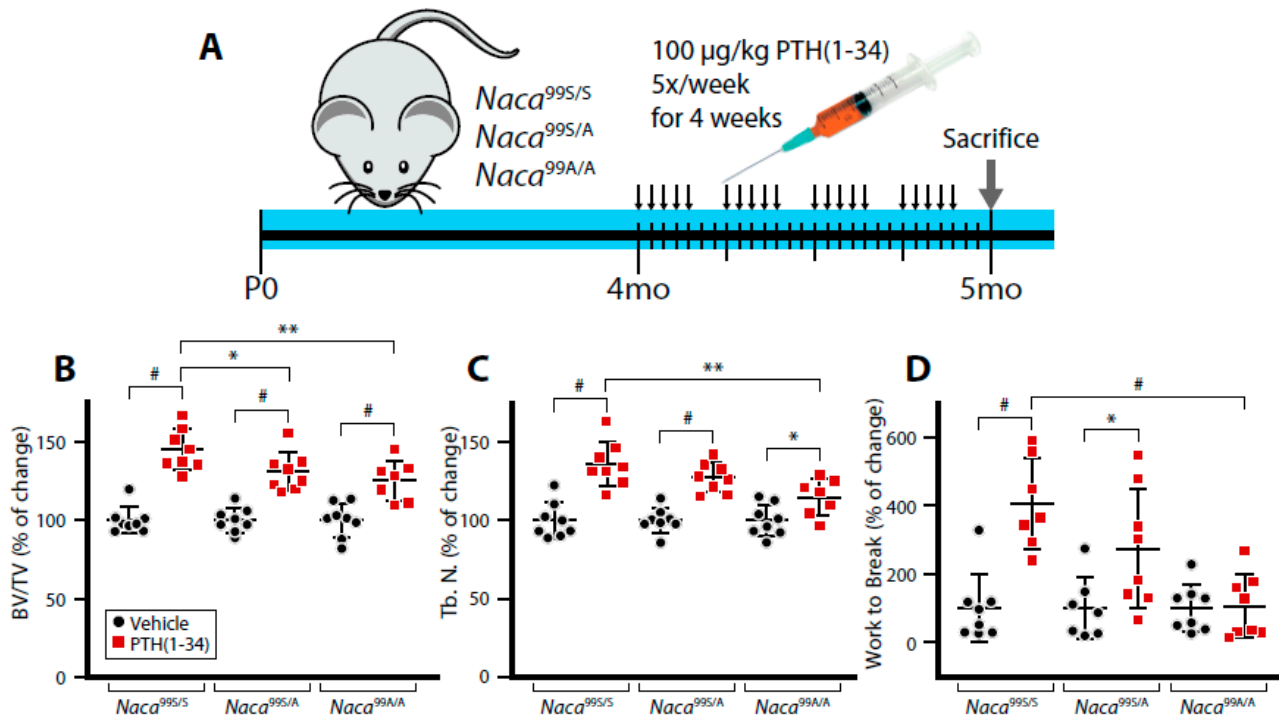 A
Naca99S/S
Naca99S/A
Naca99A/A
100 µg/kg PTH(1-34)
5x/week
for 4 weeks
Sacrifice
P0
4mo
5mo
B
**
*
#
#
#
BV/TV (% of change)
150
100
50
0
Vehicle
PTH(1-34)
Naca99S/S
Naca99S/A
Naca99A/A
C
**
#
#
*
Tb. N. (% of change)
150
100
50
0
Naca99S/S
Naca99S/A
Naca99A/A
D
#
#
*
Work to Break (% of change)
600
400
200
0
Naca99S/S
Naca99S/A
Naca99A/A